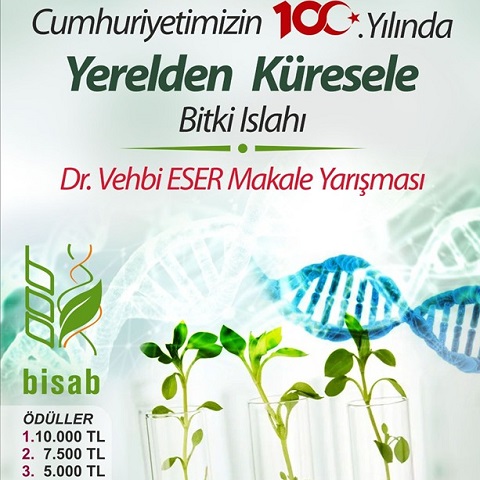 Cumhuriyetimizin 100.Yılında
Yerelden Küresele
Bitki Islahı
Dr. Vehbi ESER Makale Yarışması
bisab
ÖDÜLLER
1.10.000 TL
2. 7.500 TL
3. 5.000 TL